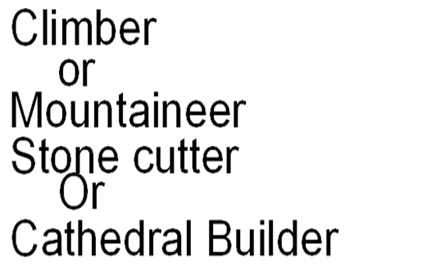 Climber
or
Mountaineer
Stone cutter
Or
Cathedral Builder